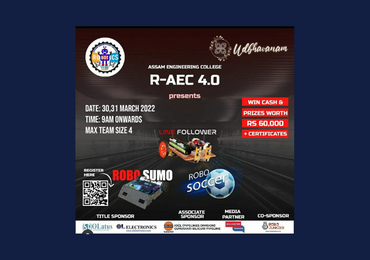 Udbhavanam
ASSAM ENGINEERING COLLEGE
R-AEC 4.0
presents
DATE: 30,31 MARCH 2022
TIME: 9AM ONWARDS
MAX TEAM SIZE 4
WIN CASH &
PRIZES WORTH
RS 60,000
+ CERTIFICATES
LINE FOLLOWER
REGISTER
HERE
ROBO SUMO
ROBO
SOCCER
TITLE SPONSOR
ASSOCIATE
SPONSOR
MEDIA
PARTNER
CO-SPONSOR
ELECTRONICS